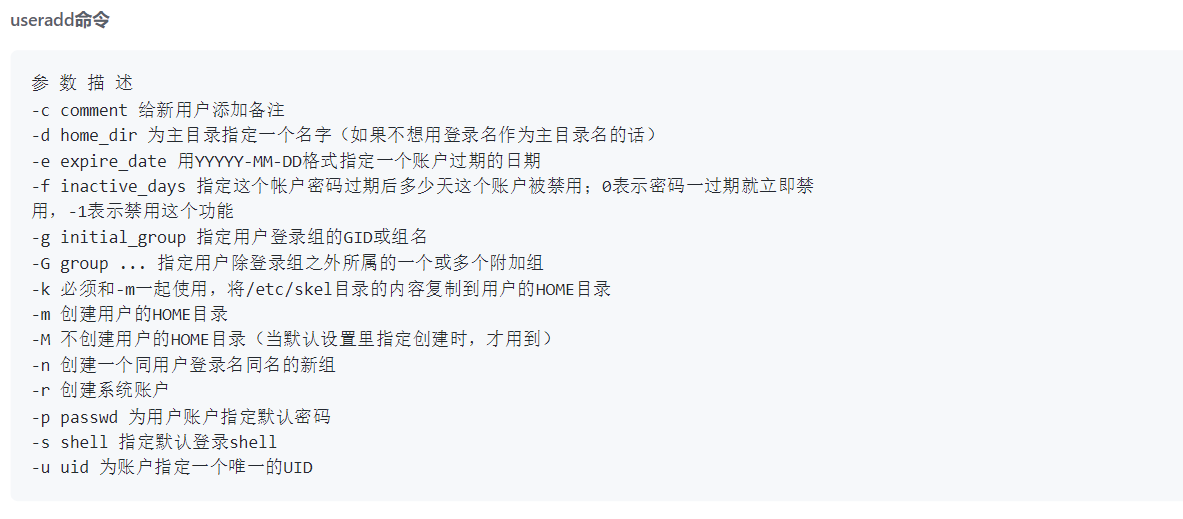 useradd命令
参 数 描 述
-c comment 给新用户添加备注
-d home_dir 为主目录指定一个名字（如果不想用登录名作为主目录名的话）
-e expire_date 用YYYYY-MM-DD格式指定一个账户过期的日期
-f inactive_days 指定这个帐户密码过期后多少天这个账户被禁用；0表示密码一过期就立即禁
用，-1表示禁用这个功能
-g initial_group 指定用户登录组的GID或组名
-G group ... 指定用户除登录组之外所属的一个或多个附加组
-k 必须和-m一起使用，将/etc/skel目录的内容复制到用户的HOME目录
-m 创建用户的HOME目录
-M 不创建用户的HOME目录（当默认设置里指定创建时，才用到）
-n 创建一个同用户登录名同名的新组
-r 创建系统账户
-p passwd 为用户账户指定默认密码
-s shell 指定默认登录shell
-u uid 为账户指定一个唯一的UID